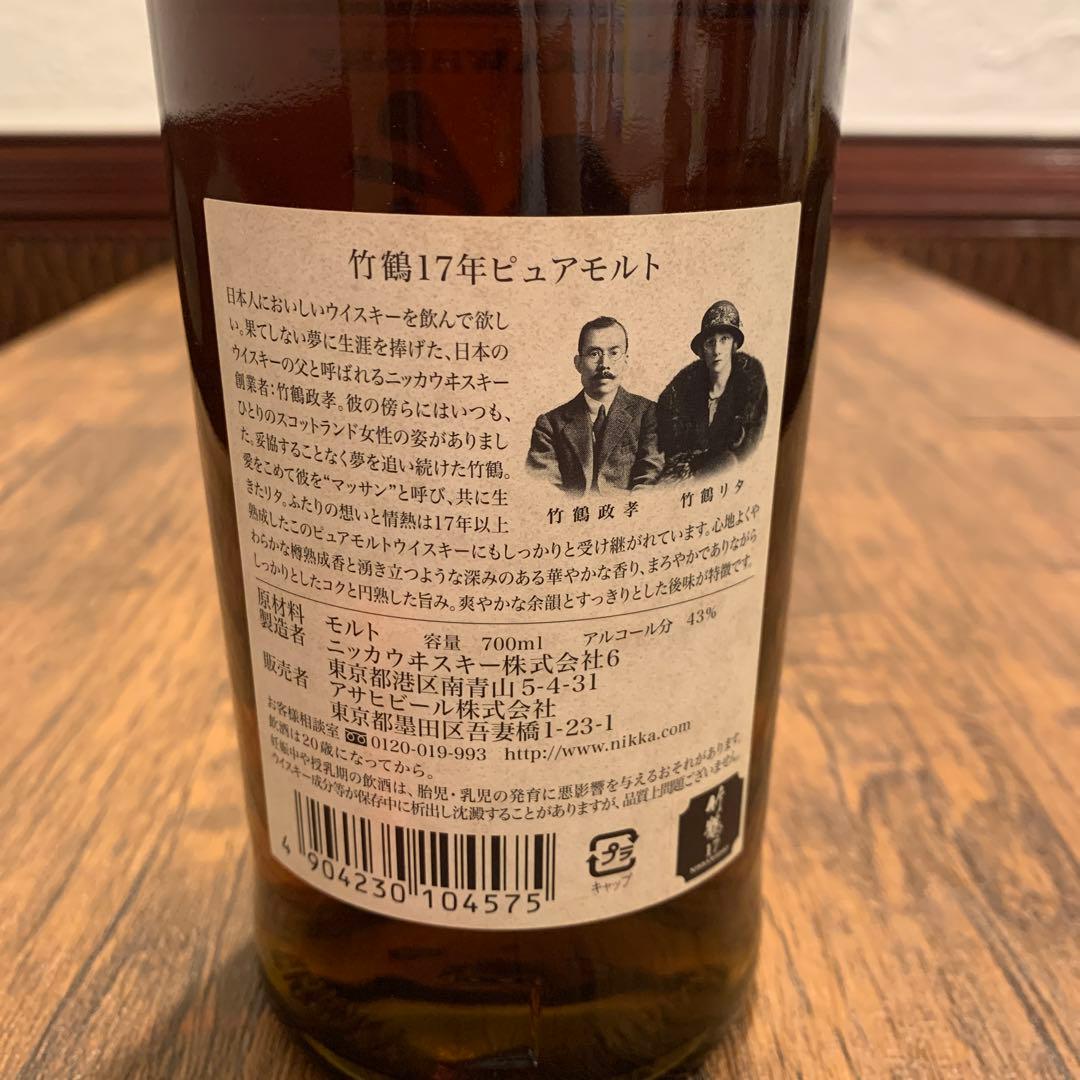 竹鶴17年ピュアモルト
日本人においしいウイスキーを飲んで欲し
い。果てしない夢に生涯を捧げた、日本の
ウイスキーの父と呼ばれるニッカウヰスキー
創業者:竹鶴政孝。彼の傍らにはいつも、
ひとりのスコットランド女性の姿がありまし
た。妥協することなく夢を追い続けた竹鶴。
愛をこめて彼を“マッサン”と呼び、共に生
きたリタ。ふたりの想いと情熱は17年以上
熟成したこのピュアモルトウイスキーにもしっかりと受け継がれています。心地よくや
わらかな樽熟成香と湧き立つような深みのある華やかな香り、まろやかでありながら
しっかりとしたコクと円熟した旨み。爽やかな余韻とすっきりとした後味が特徴です。
竹鶴政孝
竹鶴リタ
原材料 モルト 容量 700ml アルコール分 43%
製造者 ニッカウヰスキー株式会社6
東京都港区南青山5-4-31
販売者 アサヒビール株式会社
東京都墨田区吾妻橋1-23-1
お客様相談室 0120-019-993 http://www.nikka.com
飲酒は20歳になってから。
妊娠中や授乳期の飲酒は、胎児・乳児の発育に悪影響を与えるおそれがあります。
ウイスキー成分等が保存中に析出し沈澱することがありますが、品質上問題ございません。
4 904230 104575
プラ
キャップ
竹鶴17